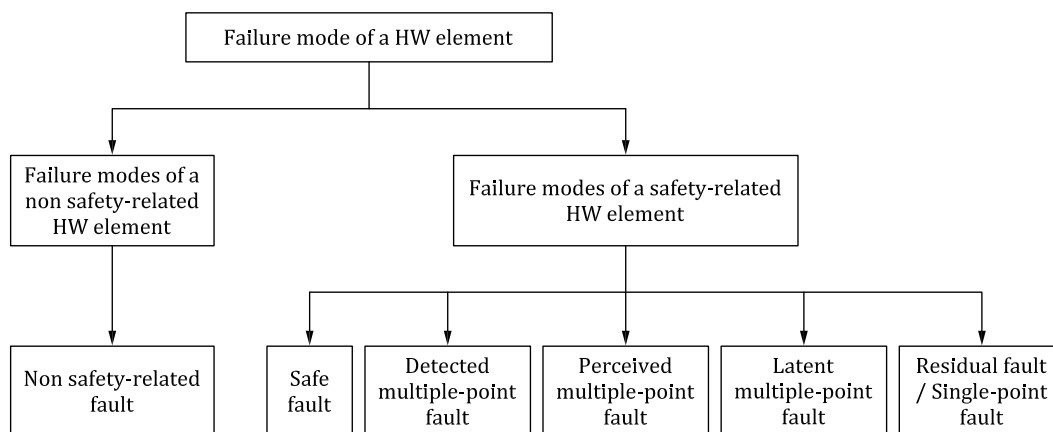 Failure mode of a HW element
Failure modes of a
non safety-related
HW element
Failure modes of a safety-related
HW element
Non safety-related
fault
Safe
fault
Detected
multiple-point
fault
Perceived
multiple-point
fault
Latent
multiple-point
fault
Residual fault
/ Single-point
fault